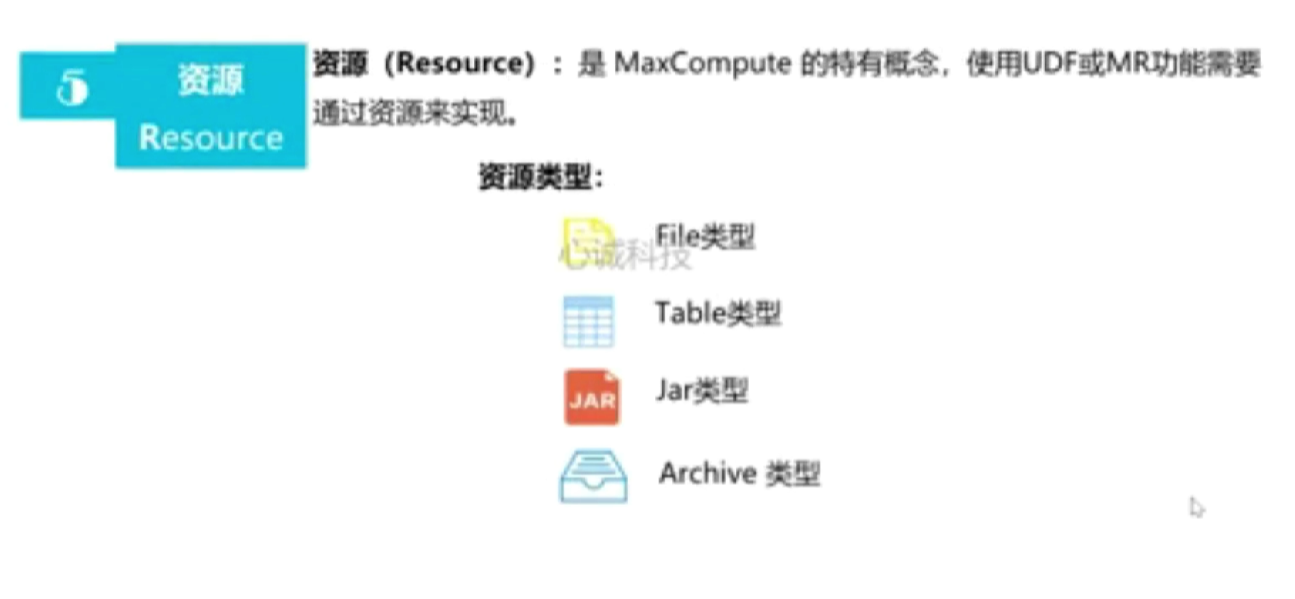 5
资源
Resource
资源（Resource）：是 MaxCompute 的特有概念，使用UDF或MR功能需要
通过资源来实现。
资源类型：
File类型
心诚科技
Table类型
JAR
Jar类型
Archive 类型